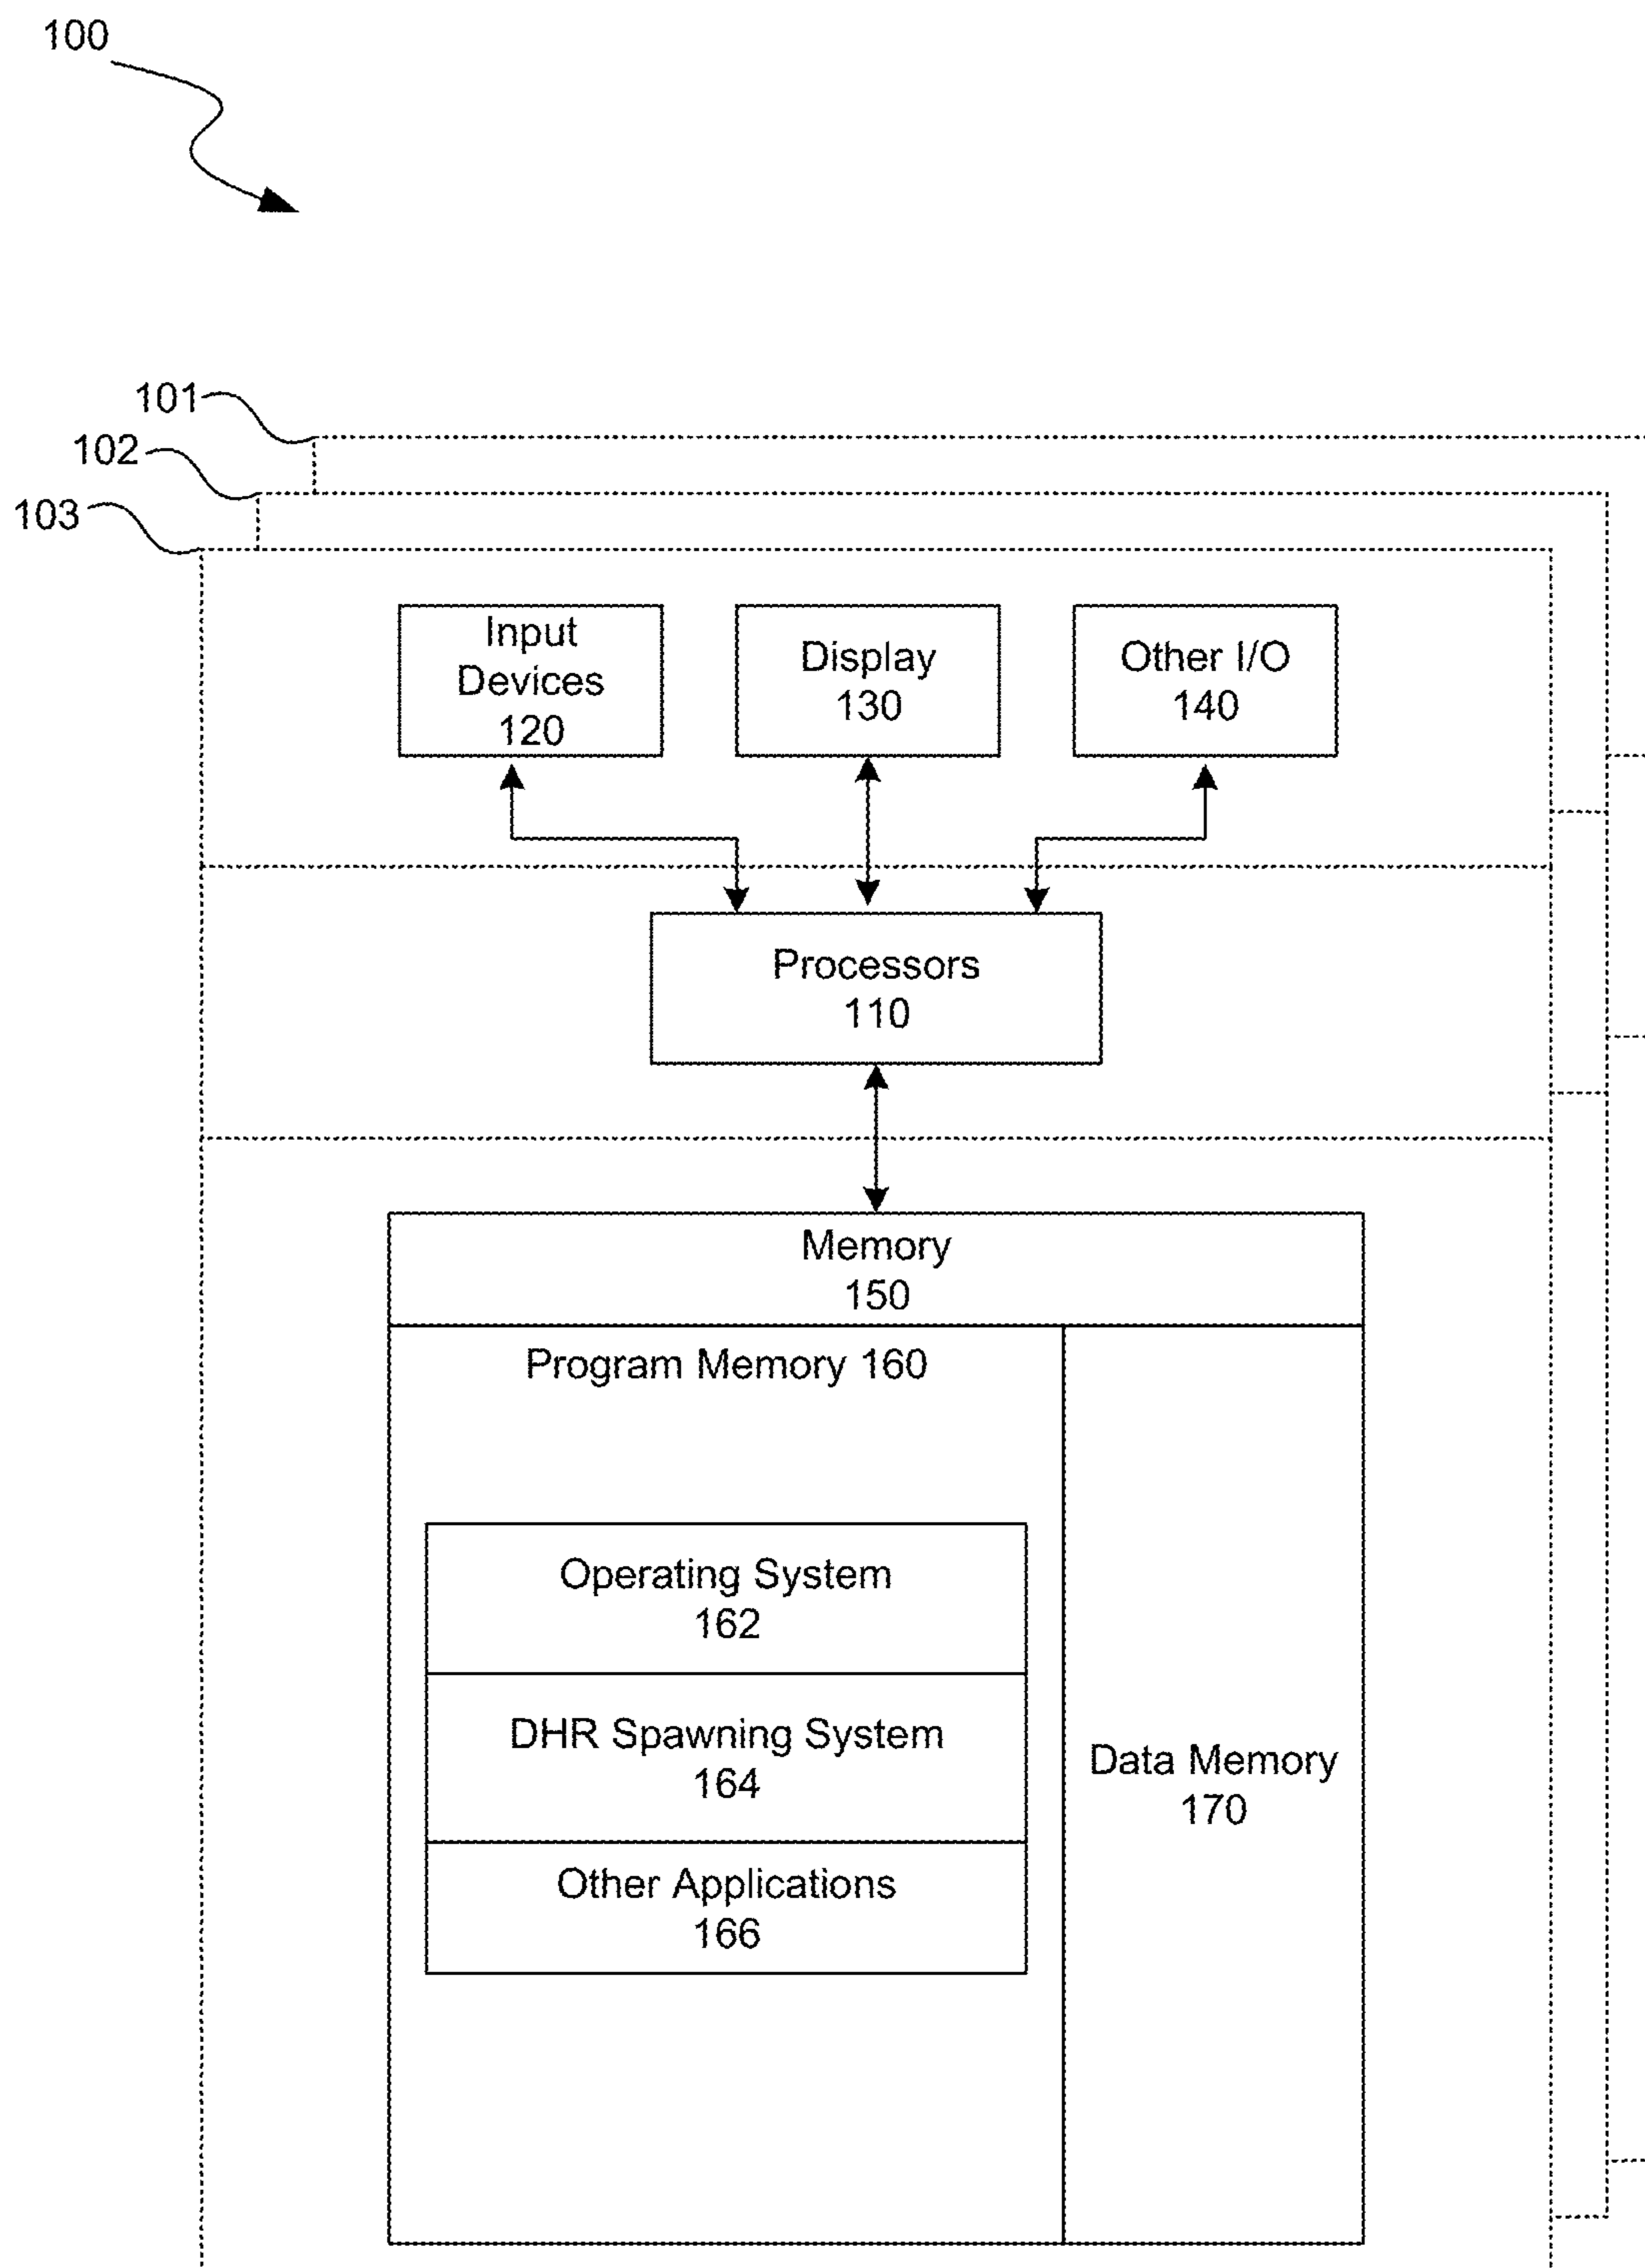 100
101
102
103
Input
Devices
120
Display
130
Other I/O
140
Processors
110
Memory
150
Program Memory 160
Operating System
162
DHR Spawning System
164
Other Applications
166
Data Memory
170